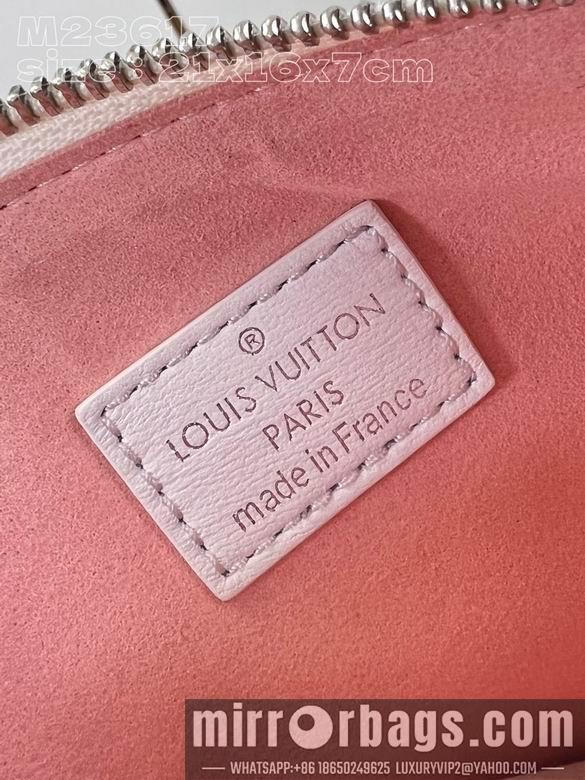 M23617
size: 21x16x7cm
®
LOUIS VUITTON
PARIS
made in France
mirrorbags.com
WHATSAPP:+86 18650249625 LUXURYVIP2@YAHOO.COM